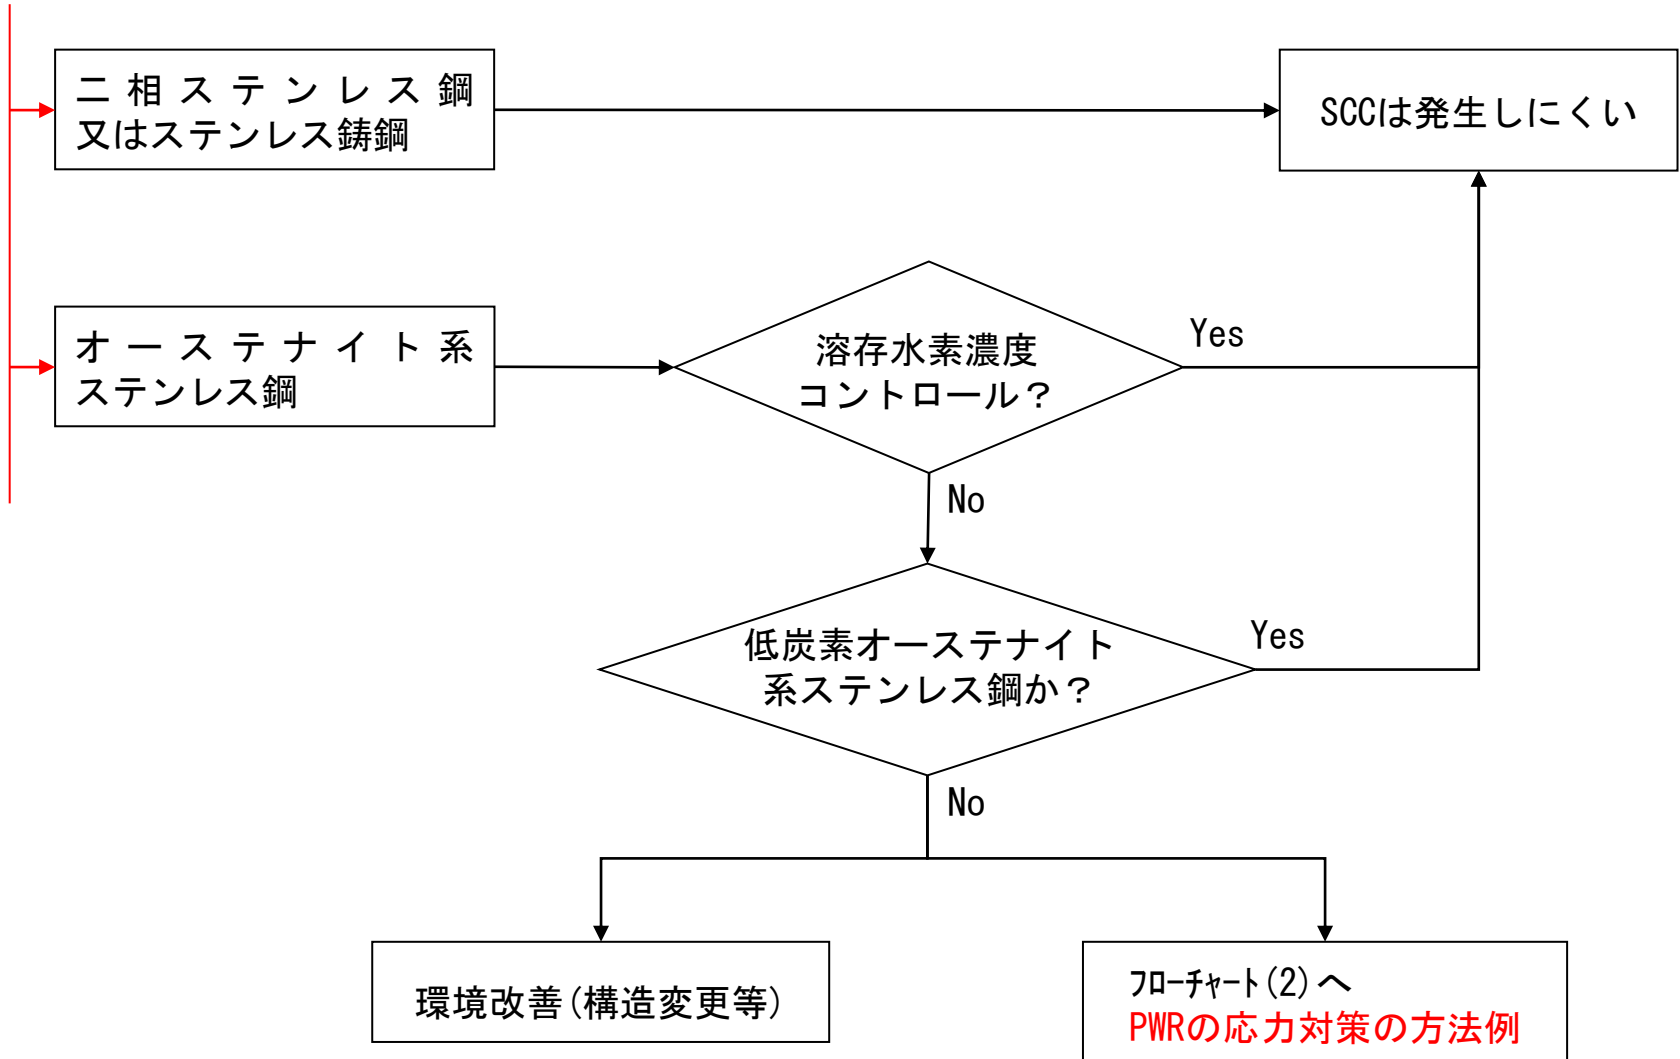 二相ステンレス鋼
又はステンレス鋳鋼
SCCは発生しにくい
オーステナイト系
ステンレス鋼
溶存水素濃度
コントロール？
Yes
No
低炭素オーステナイト
系ステンレス鋼か？
Yes
No
環境改善(構造変更等)
ﾌﾛｰﾁｬｰﾄ(2)へ
PWRの応力対策の方法例